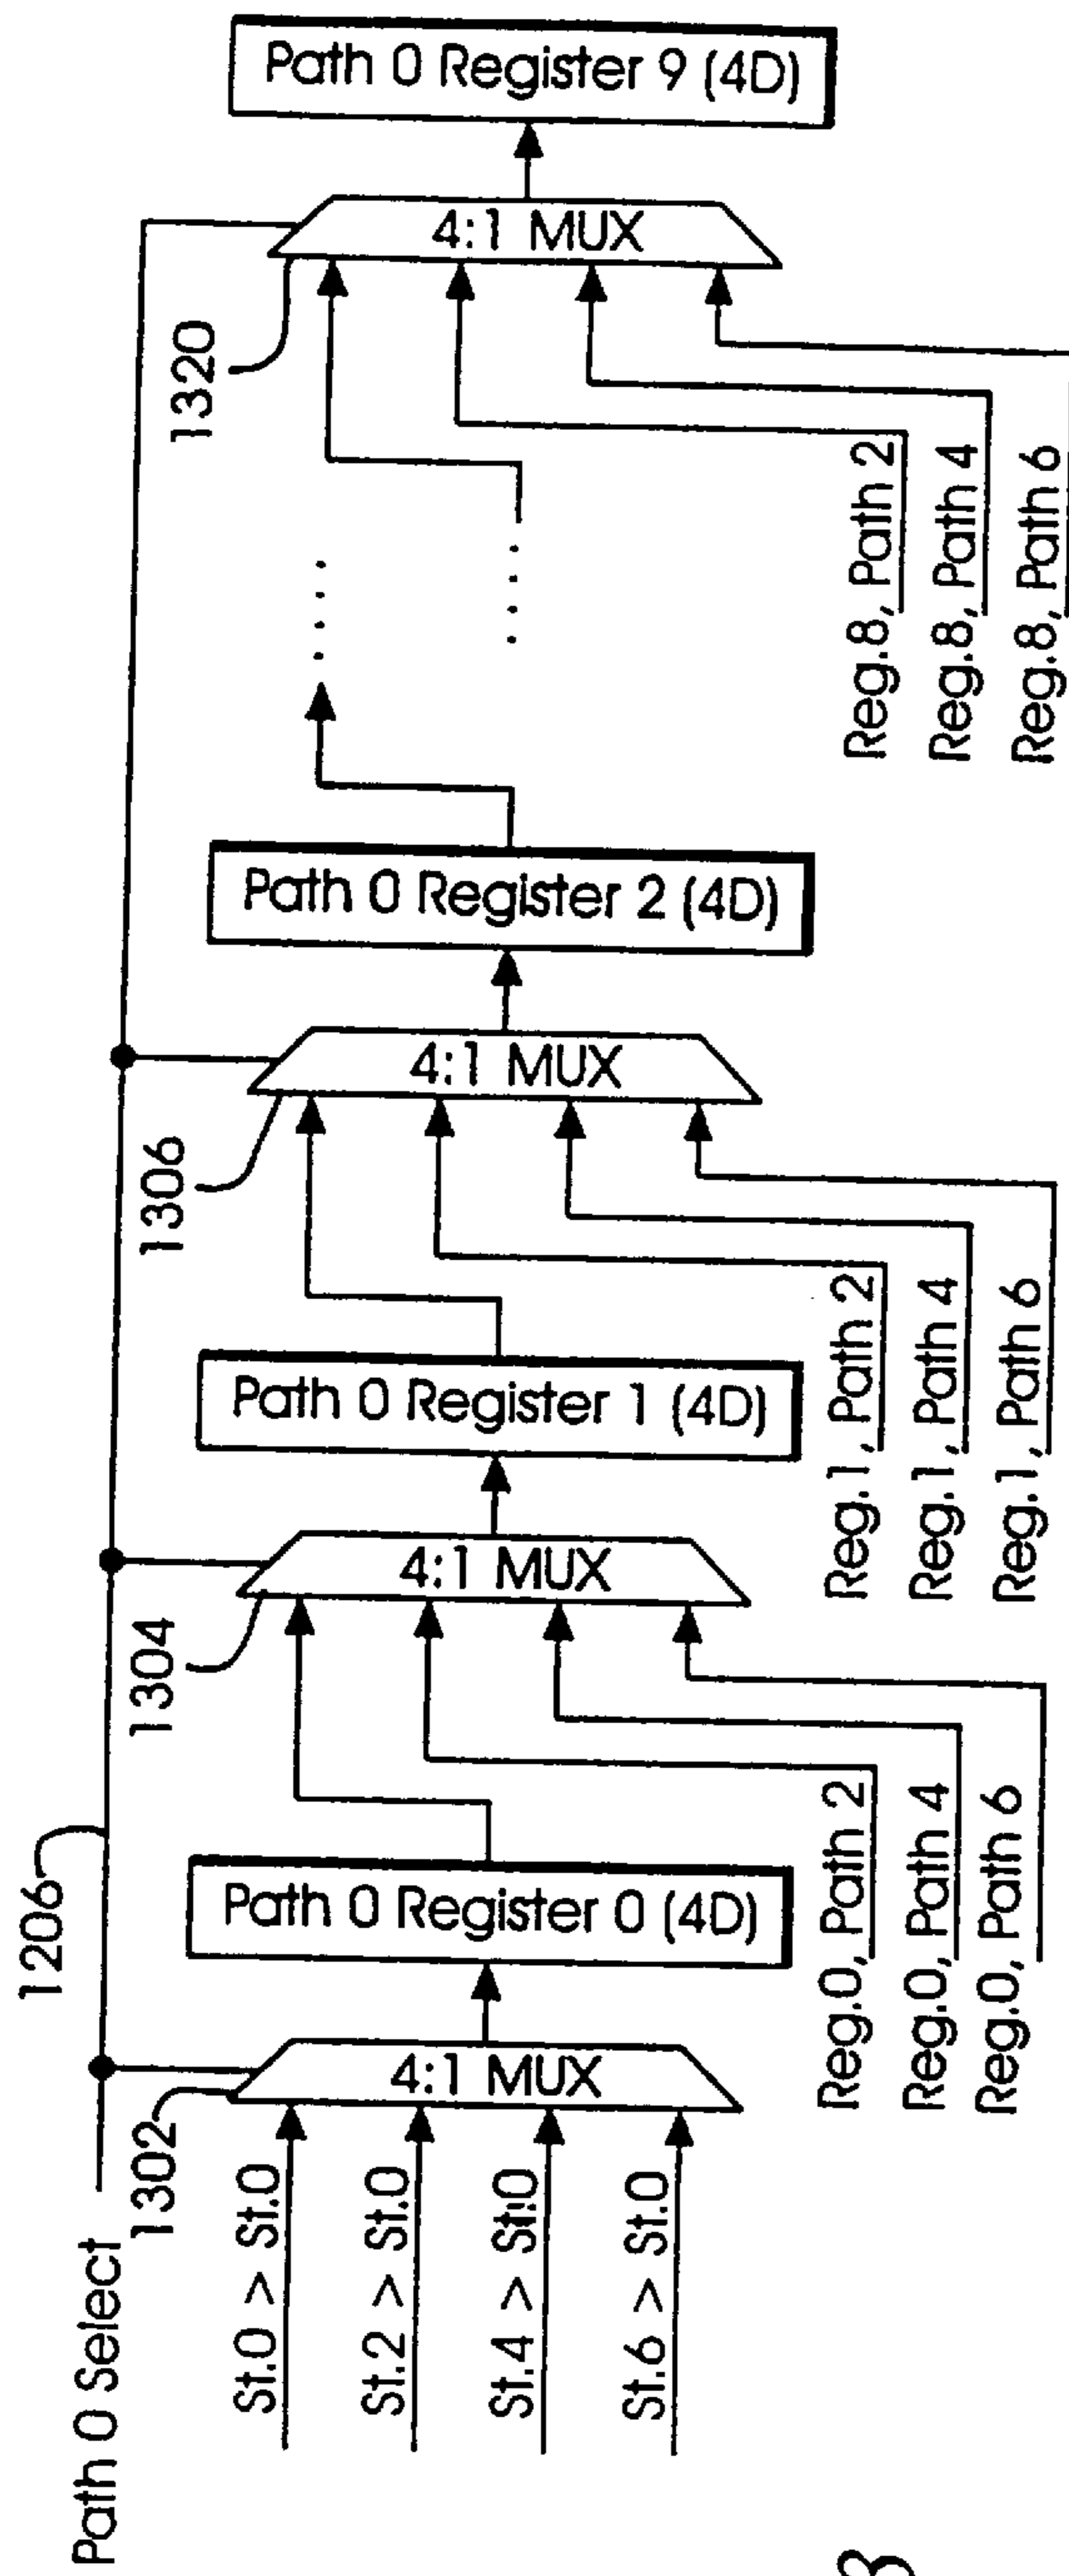 Path 0 Select
1206
1302
1304
1306
1320
St.0 > St.0
St.2 > St.0
St.4 > St.0
St.6 > St.0
4:1 MUX
Path 0 Register 0 (4D)
Reg.0, Path 2
Reg.0, Path 4
Reg.0, Path 6
4:1 MUX
Path 0 Register 1 (4D)
Reg.1, Path 2
Reg.1, Path 4
Reg.1, Path 6
4:1 MUX
Path 0 Register 2 (4D)
Reg.8, Path 2
Reg.8, Path 4
Reg.8, Path 6
4:1 MUX
Path 0 Register 9 (4D)
3